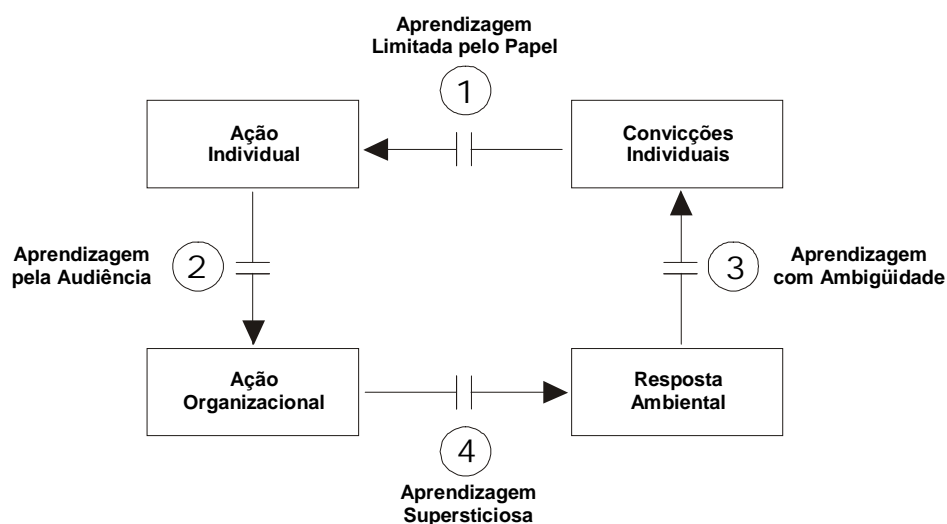 Aprendizagem
Limitada pelo Papel
1
Ação
Individual
Convicções
Individuais
Aprendizagem
pela Audiência
2
3
Aprendizagem
com Ambigüidade
Ação
Organizacional
Resposta
Ambiental
4
Aprendizagem
Supersticiosa